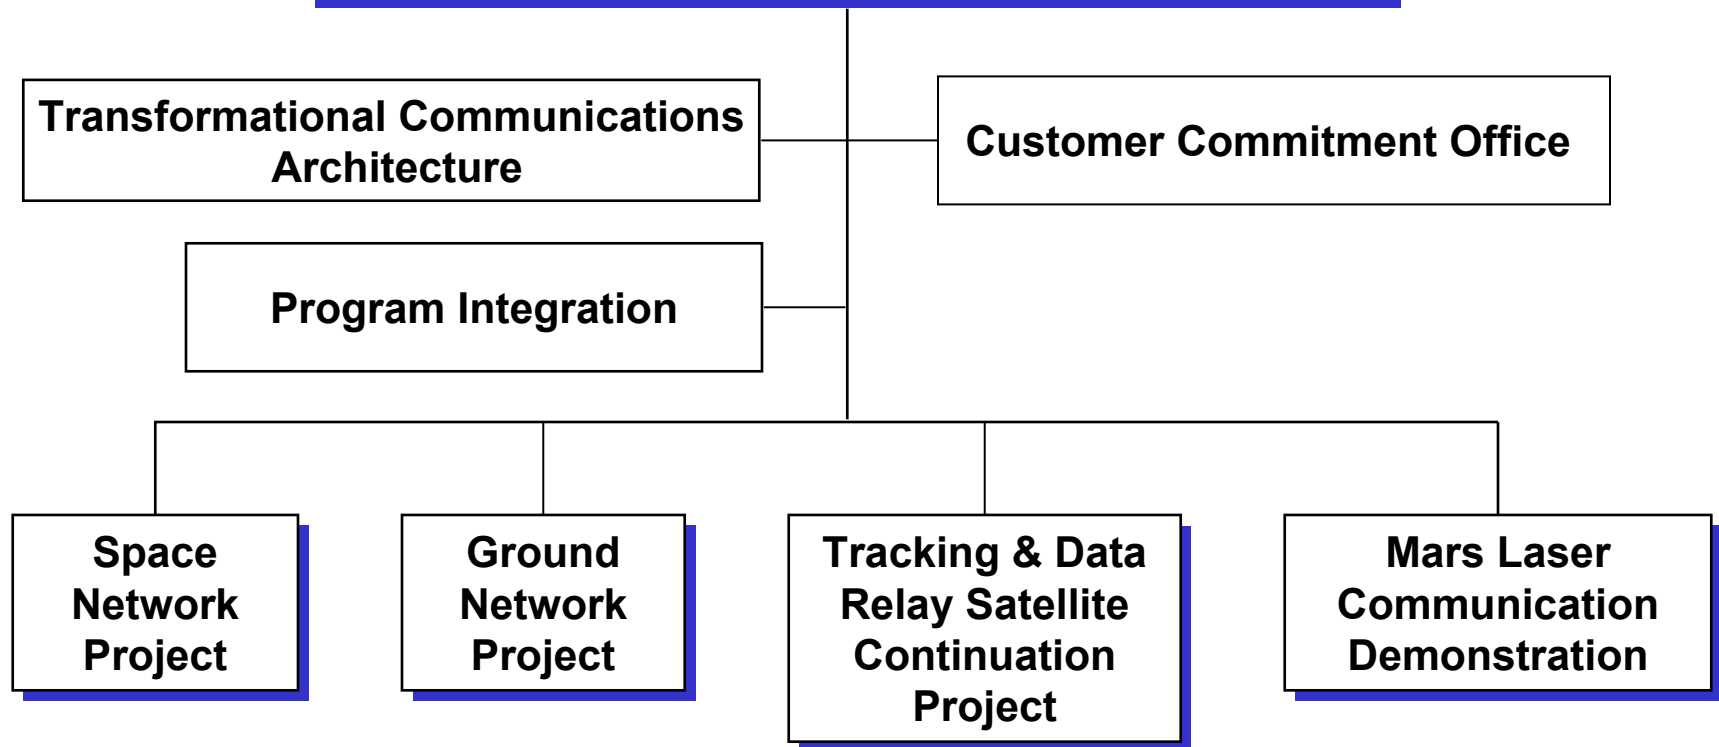 Transformational Communications
Architecture
Customer Commitment Office
Program Integration
Space
Network
Project
Ground
Network
Project
Tracking & Data
Relay Satellite
Continuation
Project
Mars Laser
Communication
Demonstration